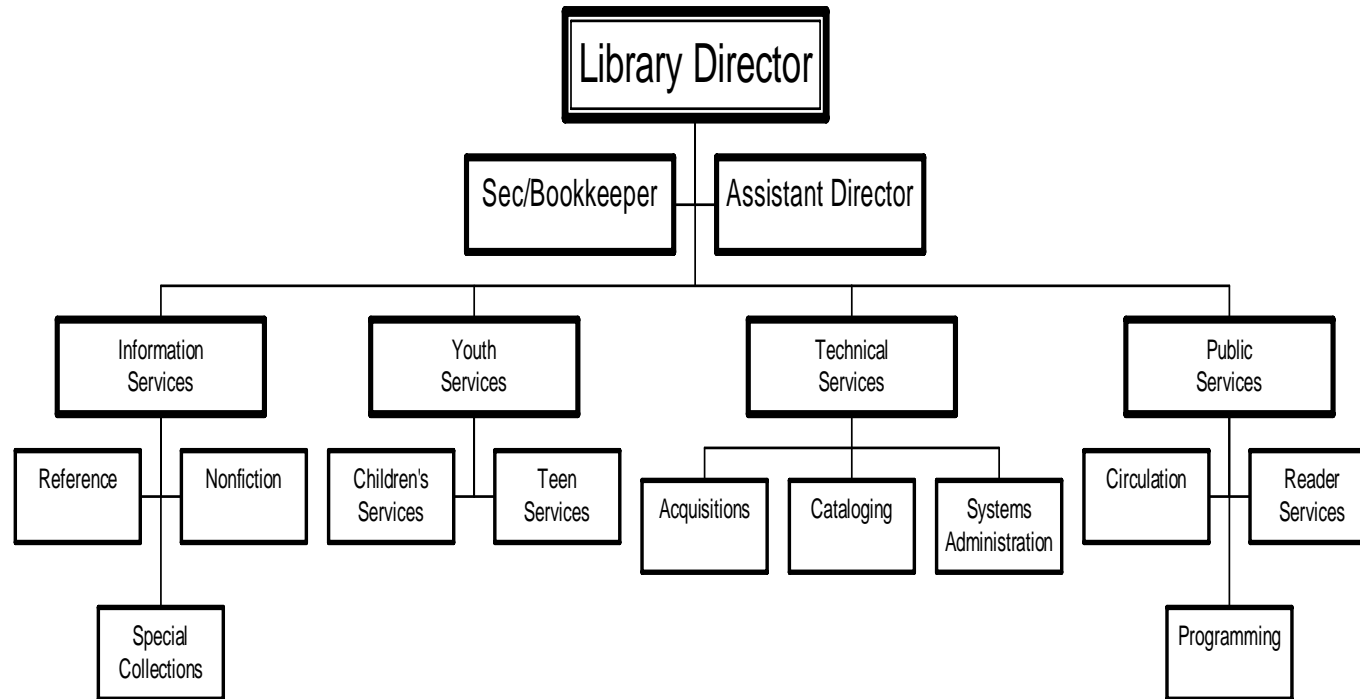 Library Director
Sec/Bookkeeper
Assistant Director
Information
Services
Youth
Services
Technical
Services
Public
Services
Reference
Nonfiction
Children's
Services
Teen
Services
Acquisitions
Cataloging
Systems
Administration
Circulation
Reader
Services
Special
Collections
Programming